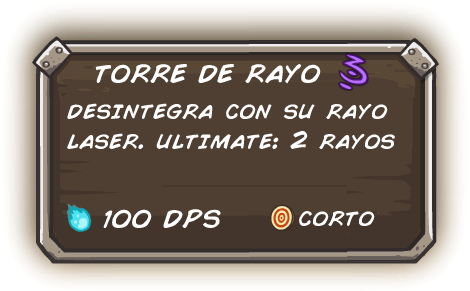 TORRE DE RAYO
DESINTEGRA CON SU RAYO
LASER. ULTIMATE: 2 RAYOS
100 DPS
CORTO